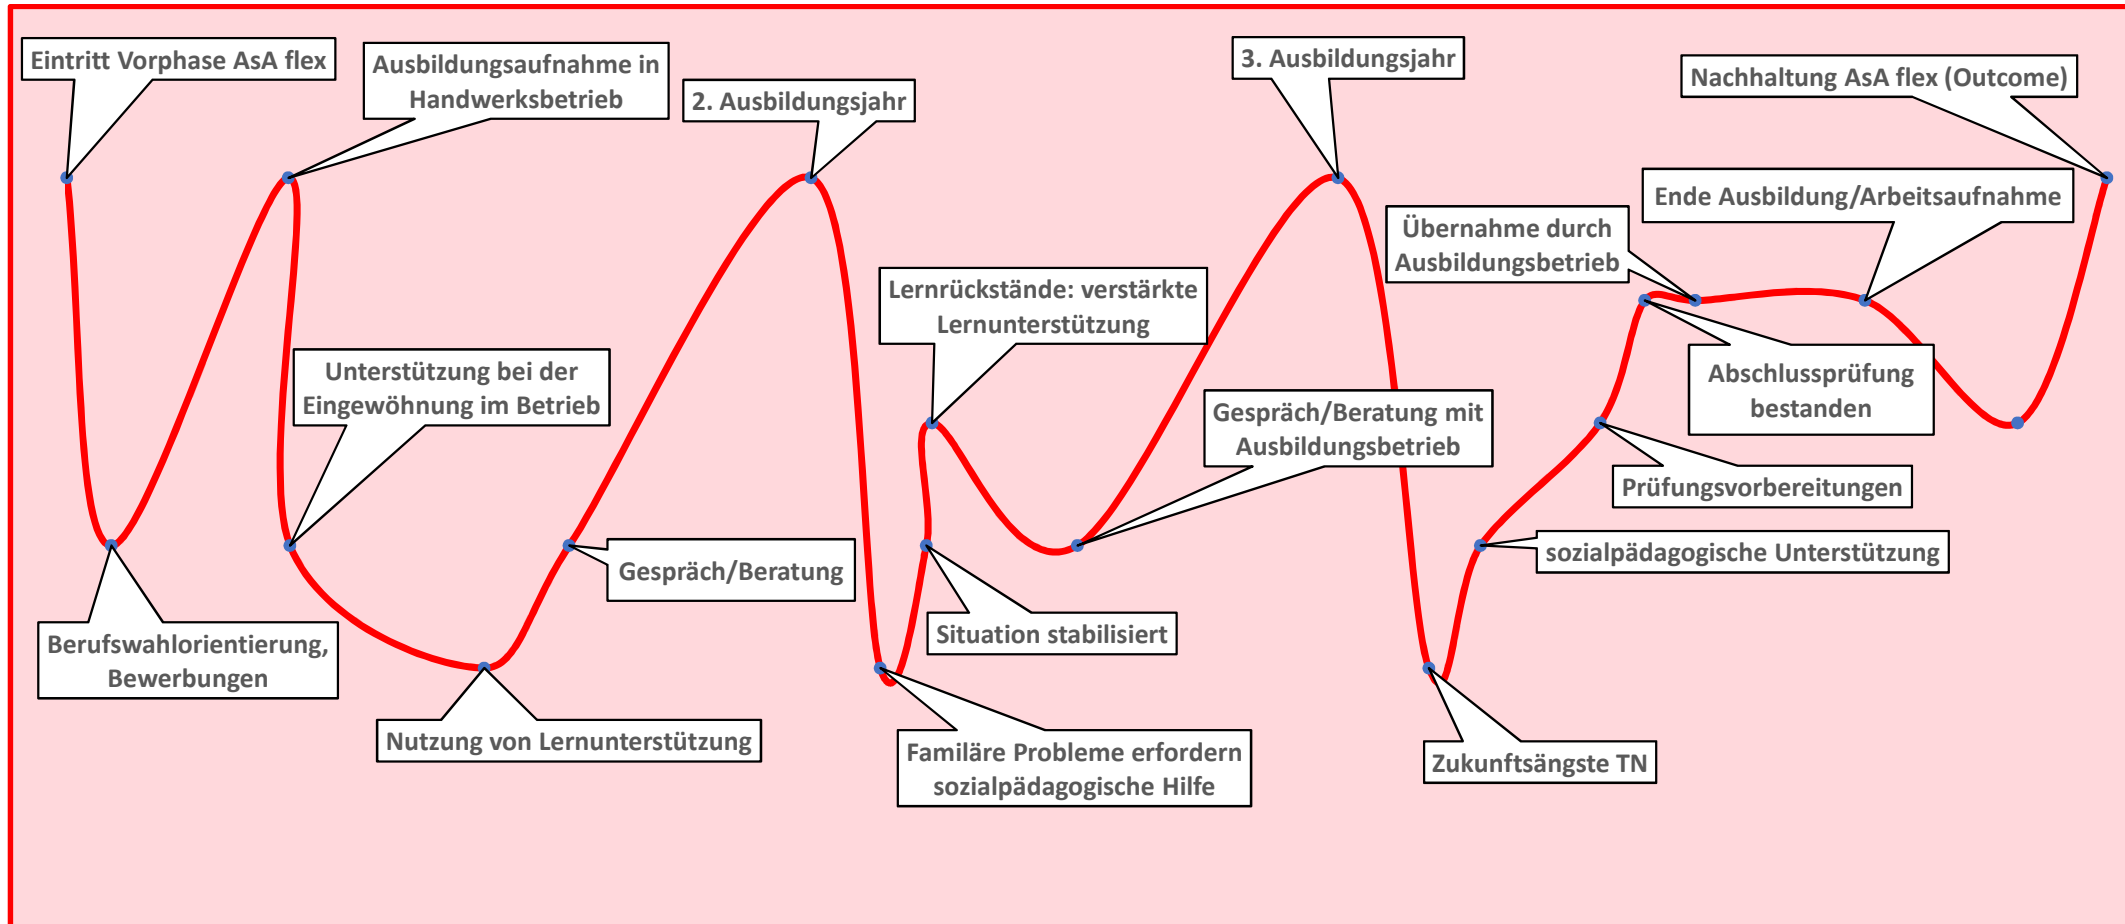 Eintritt Vorphase AsA flex
Ausbildungsaufnahme in
Handwerksbetrieb
2. Ausbildungsjahr
3. Ausbildungsjahr
Nachhaltung AsA flex (Outcome)
Ende Ausbildung/Arbeitsaufnahme
Übernahme durch
Ausbildungsbetrieb
Lernrückstände: verstärkte
Lernunterstützung
Unterstützung bei der
Eingewöhnung im Betrieb
Abschlussprüfung
bestanden
Gespräch/Beratung mit
Ausbildungsbetrieb
Prüfungsvorbereitungen
sozialpädagogische Unterstützung
Gespräch/Beratung
Situation stabilisiert
Berufswahlorientierung,
Bewerbungen
Nutzung von Lernunterstützung
Familäre Probleme erfordern
sozialpädagogische Hilfe
Zukunftsängste TN